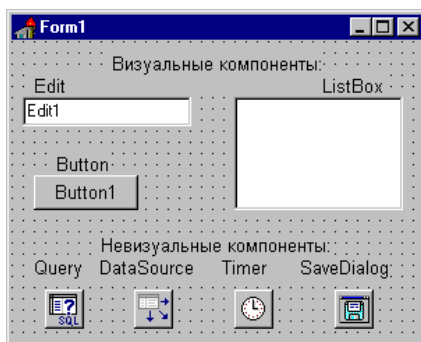 Form1
Визуальные компоненты:
Edit ListBox
Edit1
Button
Button1
Невизуальные компоненты:
Query DataSource Timer SaveDialog
SQL